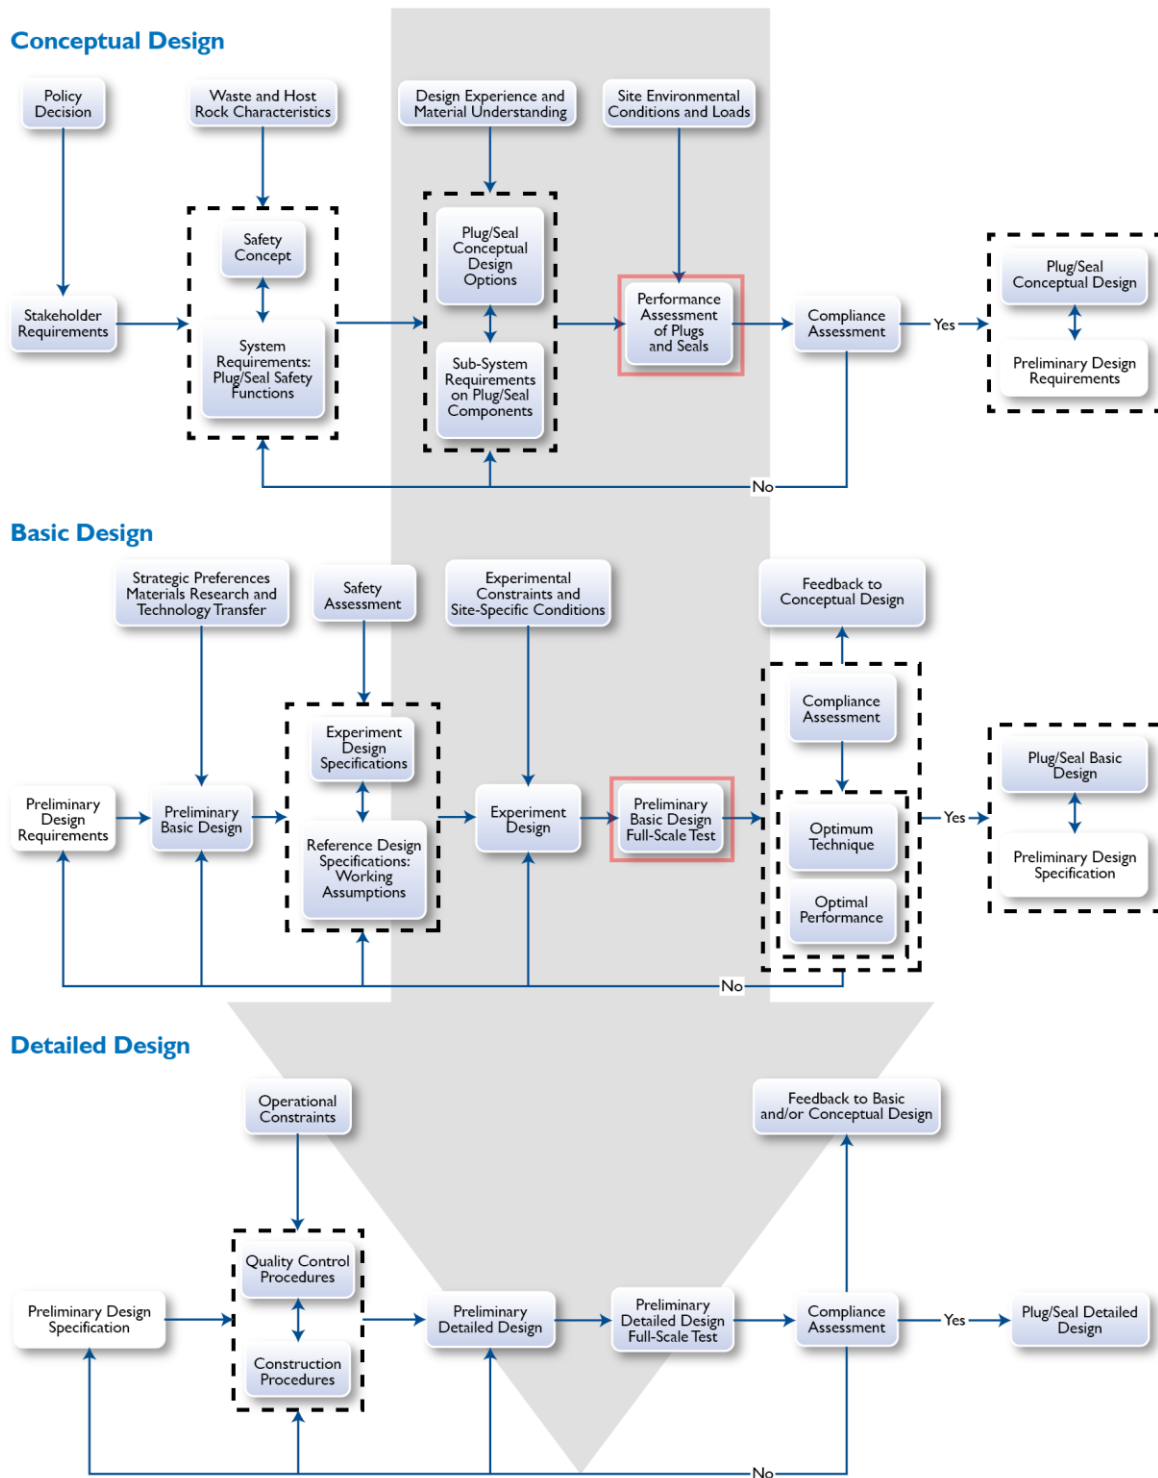 Conceptual Design
Policy
Decision
Waste and Host
Rock Characteristics
Design Experience and
Material Understanding
Site Environmental
Conditions and Loads
Safety
Concept
Plug/Seal
Conceptual
Design
Options
Plug/Seal
Conceptual Design
Stakeholder
Requirements
System
Requirements:
Plug/Seal Safety
Functions
Sub-System
Requirements
on Plug/Seal
Components
Performance
Assessment
of Plugs
and Seals
Compliance
Assessment
Yes
Preliminary Design
Requirements
No
Basic Design
Strategic Preferences
Materials Research and
Technology Transfer
Safety
Assessment
Experimental
Constraints and
Site-Specific Conditions
Feedback to
Conceptual Design
Compliance
Assessment
Experiment
Design
Specifications
Plug/Seal Basic
Design
Preliminary
Design
Requirements
Preliminary
Basic Design
Reference Design
Specifications:
Working
Assumptions
Experiment
Design
Preliminary
Basic Design
Full-Scale Test
Optimum
Technique
Optimal
Performance
Yes
Preliminary Design
Specification
No
Detailed Design
Operational
Constraints
Feedback to Basic
and/or Conceptual Design
Quality Control
Procedures
Preliminary Design
Specification
Construction
Procedures
Preliminary
Detailed Design
Preliminary
Detailed Design
Full-Scale Test
Compliance
Assessment
Yes
Plug/Seal Detailed
Design
No